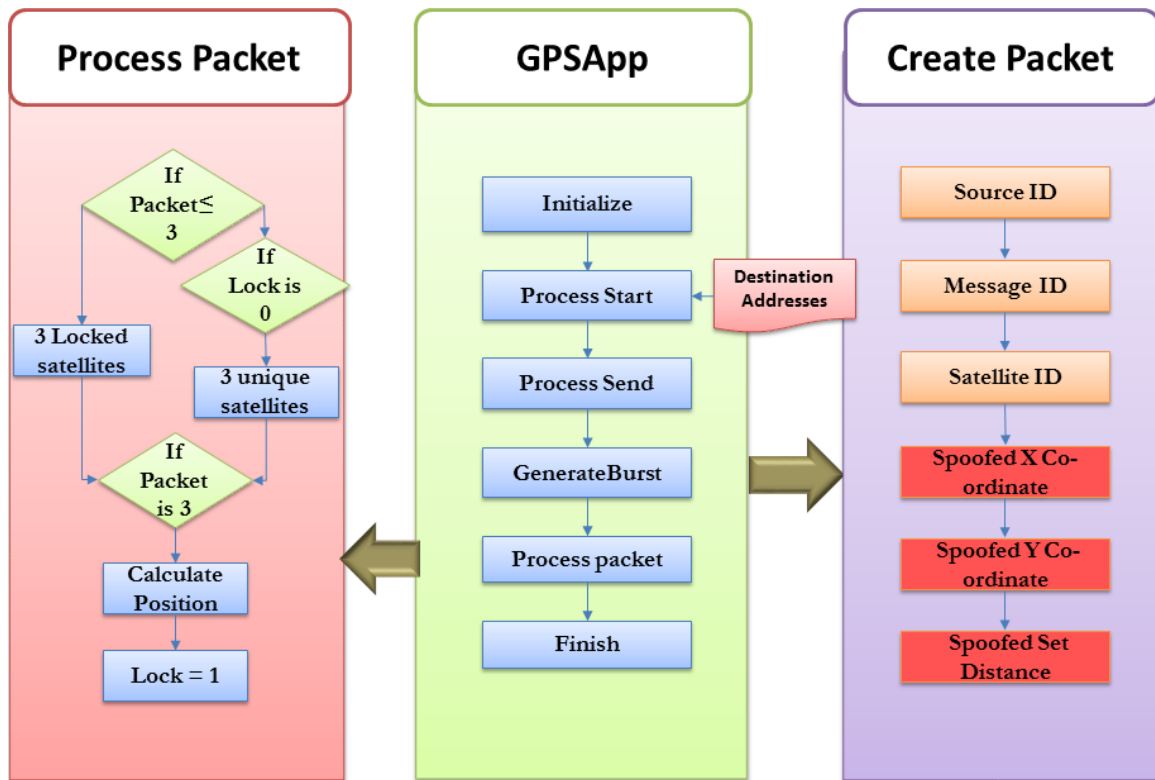 Process Packet
If
Packet≤
3
If
Lock is
0
3 Locked
satellites
3 unique
satellites
If
Packet
is 3
Calculate
Position
Lock = 1
GPSApp
Initialize
Process Start
Destination
Addresses
Process Send
GenerateBurst
Process packet
Finish
Create Packet
Source ID
Message ID
Satellite ID
Spoofed X Co-
ordinate
Spoofed Y Co-
ordinate
Spoofed Set
Distance